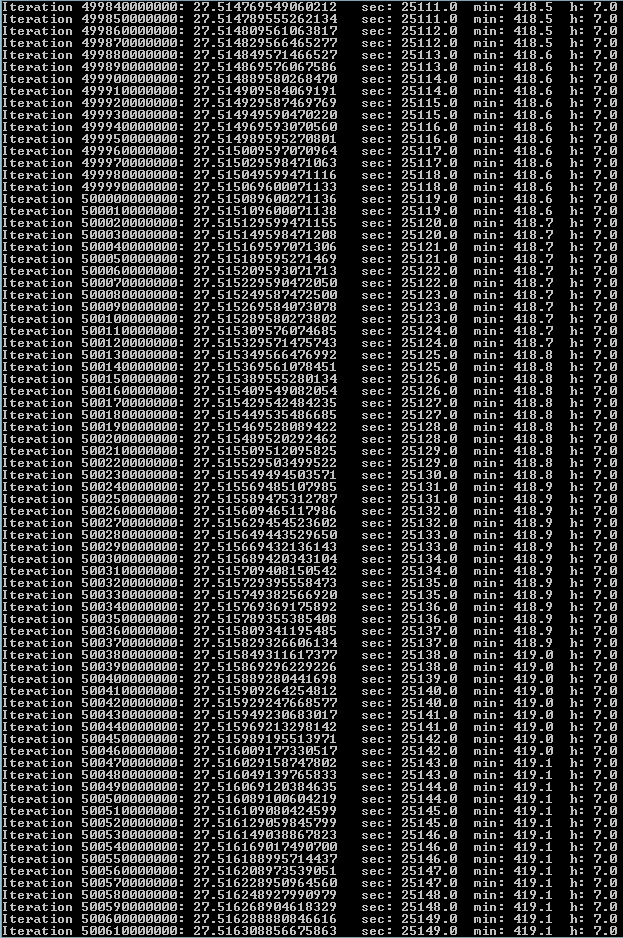 Iteration 499840000000: 27.514769549060212 sec: 25111.0 min: 418.5 h: 7.0
Iteration 499850000000: 27.514789555262134 sec: 25111.0 min: 418.5 h: 7.0
Iteration 499860000000: 27.514809561063817 sec: 25112.0 min: 418.5 h: 7.0
Iteration 499870000000: 27.514829566465277 sec: 25112.0 min: 418.5 h: 7.0
Iteration 499880000000: 27.514849571466527 sec: 25113.0 min: 418.6 h: 7.0
Iteration 499890000000: 27.514869576067586 sec: 25113.0 min: 418.6 h: 7.0
Iteration 499900000000: 27.514889580268470 sec: 25114.0 min: 418.6 h: 7.0
Iteration 499910000000: 27.514909584069191 sec: 25114.0 min: 418.6 h: 7.0
Iteration 499920000000: 27.514929587469769 sec: 25115.0 min: 418.6 h: 7.0
Iteration 499930000000: 27.514949590470220 sec: 25115.0 min: 418.6 h: 7.0
Iteration 499940000000: 27.514969593070560 sec: 25116.0 min: 418.6 h: 7.0
Iteration 499950000000: 27.514989595270801 sec: 25116.0 min: 418.6 h: 7.0
Iteration 499960000000: 27.515009597070964 sec: 25117.0 min: 418.6 h: 7.0
Iteration 499970000000: 27.515029598471063 sec: 25117.0 min: 418.6 h: 7.0
Iteration 499980000000: 27.515049599471116 sec: 25118.0 min: 418.6 h: 7.0
Iteration 499990000000: 27.515069600071133 sec: 25118.0 min: 418.6 h: 7.0
Iteration 500000000000: 27.515089600271136 sec: 25119.0 min: 418.6 h: 7.0
Iteration 500010000000: 27.515109600071138 sec: 25119.0 min: 418.6 h: 7.0
Iteration 500020000000: 27.515129599471155 sec: 25120.0 min: 418.7 h: 7.0
Iteration 500030000000: 27.515149598471208 sec: 25120.0 min: 418.7 h: 7.0
Iteration 500040000000: 27.515169597071306 sec: 25121.0 min: 418.7 h: 7.0
Iteration 500050000000: 27.515189595271469 sec: 25121.0 min: 418.7 h: 7.0
Iteration 500060000000: 27.515209593071713 sec: 25122.0 min: 418.7 h: 7.0
Iteration 500070000000: 27.515229590472050 sec: 25122.0 min: 418.7 h: 7.0
Iteration 500080000000: 27.515249587472500 sec: 25123.0 min: 418.7 h: 7.0
Iteration 500090000000: 27.515269584073078 sec: 25123.0 min: 418.7 h: 7.0
Iteration 500100000000: 27.515289580273802 sec: 25123.0 min: 418.7 h: 7.0
Iteration 500110000000: 27.515309576074685 sec: 25124.0 min: 418.7 h: 7.0
Iteration 500120000000: 27.515329571475743 sec: 25124.0 min: 418.7 h: 7.0
Iteration 500130000000: 27.515349566476992 sec: 25125.0 min: 418.8 h: 7.0
Iteration 500140000000: 27.515369561078451 sec: 25125.0 min: 418.8 h: 7.0
Iteration 500150000000: 27.515389555280134 sec: 25126.0 min: 418.8 h: 7.0
Iteration 500160000000: 27.515409549082054 sec: 25126.0 min: 418.8 h: 7.0
Iteration 500170000000: 27.515429542484235 sec: 25127.0 min: 418.8 h: 7.0
Iteration 500180000000: 27.515449535486685 sec: 25127.0 min: 418.8 h: 7.0
Iteration 500190000000: 27.515469528089422 sec: 25128.0 min: 418.8 h: 7.0
Iteration 500200000000: 27.515489520292462 sec: 25128.0 min: 418.8 h: 7.0
Iteration 500210000000: 27.515509512095825 sec: 25129.0 min: 418.8 h: 7.0
Iteration 500220000000: 27.515529503499522 sec: 25129.0 min: 418.8 h: 7.0
Iteration 500230000000: 27.515549494503571 sec: 25130.0 min: 418.8 h: 7.0
Iteration 500240000000: 27.515569485107985 sec: 25131.0 min: 418.9 h: 7.0
Iteration 500250000000: 27.515589475312787 sec: 25131.0 min: 418.9 h: 7.0
Iteration 500260000000: 27.515609465117986 sec: 25132.0 min: 418.9 h: 7.0
Iteration 500270000000: 27.515629454523602 sec: 25132.0 min: 418.9 h: 7.0
Iteration 500280000000: 27.515649443529650 sec: 25133.0 min: 418.9 h: 7.0
Iteration 500290000000: 27.515669432136143 sec: 25133.0 min: 418.9 h: 7.0
Iteration 500300000000: 27.515689420343104 sec: 25134.0 min: 418.9 h: 7.0
Iteration 500310000000: 27.515709408150542 sec: 25134.0 min: 418.9 h: 7.0
Iteration 500320000000: 27.515729395558473 sec: 25135.0 min: 418.9 h: 7.0
Iteration 500330000000: 27.515749382566920 sec: 25135.0 min: 418.9 h: 7.0
Iteration 500340000000: 27.515769369175892 sec: 25136.0 min: 418.9 h: 7.0
Iteration 500350000000: 27.515789355385408 sec: 25136.0 min: 418.9 h: 7.0
Iteration 500360000000: 27.515809341195485 sec: 25137.0 min: 418.9 h: 7.0
Iteration 500370000000: 27.515829326606134 sec: 25137.0 min: 418.9 h: 7.0
Iteration 500380000000: 27.515849311617377 sec: 25138.0 min: 419.0 h: 7.0
Iteration 500390000000: 27.515869296229226 sec: 25138.0 min: 419.0 h: 7.0
Iteration 500400000000: 27.515889280441698 sec: 25139.0 min: 419.0 h: 7.0
Iteration 500410000000: 27.515909264254812 sec: 25140.0 min: 419.0 h: 7.0
Iteration 500420000000: 27.515929247668577 sec: 25140.0 min: 419.0 h: 7.0
Iteration 500430000000: 27.515949230683017 sec: 25141.0 min: 419.0 h: 7.0
Iteration 500440000000: 27.515969213298142 sec: 25141.0 min: 419.0 h: 7.0
Iteration 500450000000: 27.515989195513971 sec: 25142.0 min: 419.0 h: 7.0
Iteration 500460000000: 27.516009177330517 sec: 25142.0 min: 419.0 h: 7.0
Iteration 500470000000: 27.516029158747802 sec: 25143.0 min: 419.1 h: 7.0
Iteration 500480000000: 27.516049139765833 sec: 25143.0 min: 419.1 h: 7.0
Iteration 500490000000: 27.516069120384635 sec: 25144.0 min: 419.1 h: 7.0
Iteration 500500000000: 27.516089100604219 sec: 25144.0 min: 419.1 h: 7.0
Iteration 500510000000: 27.516109080424599 sec: 25145.0 min: 419.1 h: 7.0
Iteration 500520000000: 27.516129059845799 sec: 25145.0 min: 419.1 h: 7.0
Iteration 500530000000: 27.516149038867823 sec: 25146.0 min: 419.1 h: 7.0
Iteration 500540000000: 27.516169017490700 sec: 25146.0 min: 419.1 h: 7.0
Iteration 500550000000: 27.516188995714437 sec: 25147.0 min: 419.1 h: 7.0
Iteration 500560000000: 27.516208973539051 sec: 25147.0 min: 419.1 h: 7.0
Iteration 500570000000: 27.516228950964560 sec: 25147.0 min: 419.1 h: 7.0
Iteration 500580000000: 27.516248927990979 sec: 25148.0 min: 419.1 h: 7.0
Iteration 500590000000: 27.516268904618329 sec: 25148.0 min: 419.1 h: 7.0
Iteration 500600000000: 27.516288880846616 sec: 25149.0 min: 419.1 h: 7.0
Iteration 500610000000: 27.516308856675863 sec: 25149.0 min: 419.1 h: 7.0